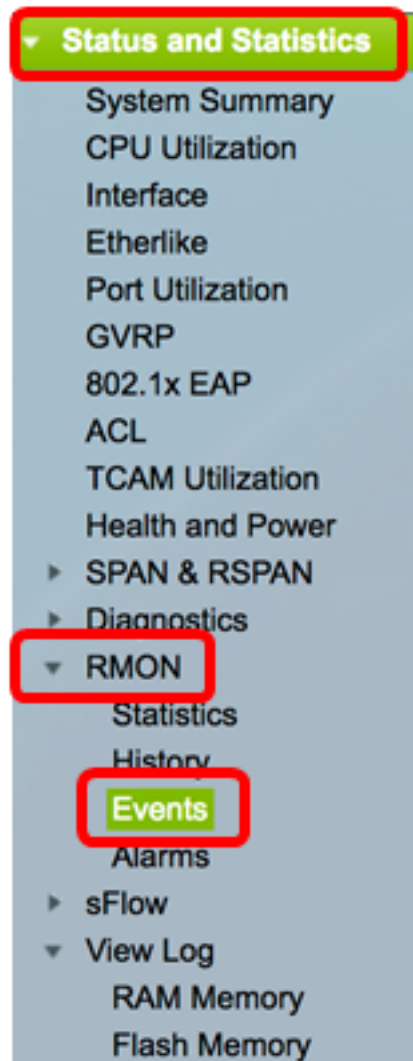 Status and Statistics
System Summary
CPU Utilization
Interface
Etherlike
Port Utilization
GVRP
802.1x EAP
ACL
TCAM Utilization
Health and Power
SPAN & RSPAN
Diagnostics
RMON
Statistics
History
Events
Alarms
sFlow
View Log
RAM Memory
Flash Memory